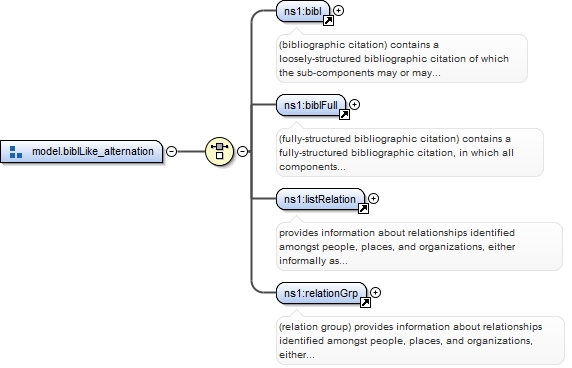 ns1:bibl
(bibliographic citation) contains a
loosely-structured bibliographic citation of which
the sub-components may or may...
ns1:biblFull
(fully-structured bibliographic citation) contains a
fully-structured bibliographic citation, in which all
components...
model.biblLike_alternation
ns1:listRelation
provides information about relationships identified
amongst people, places, and organizations, either
informally as...
ns1:relationGrp
(relation group) provides information about relationships
identified amongst people, places, and organizations,
either...